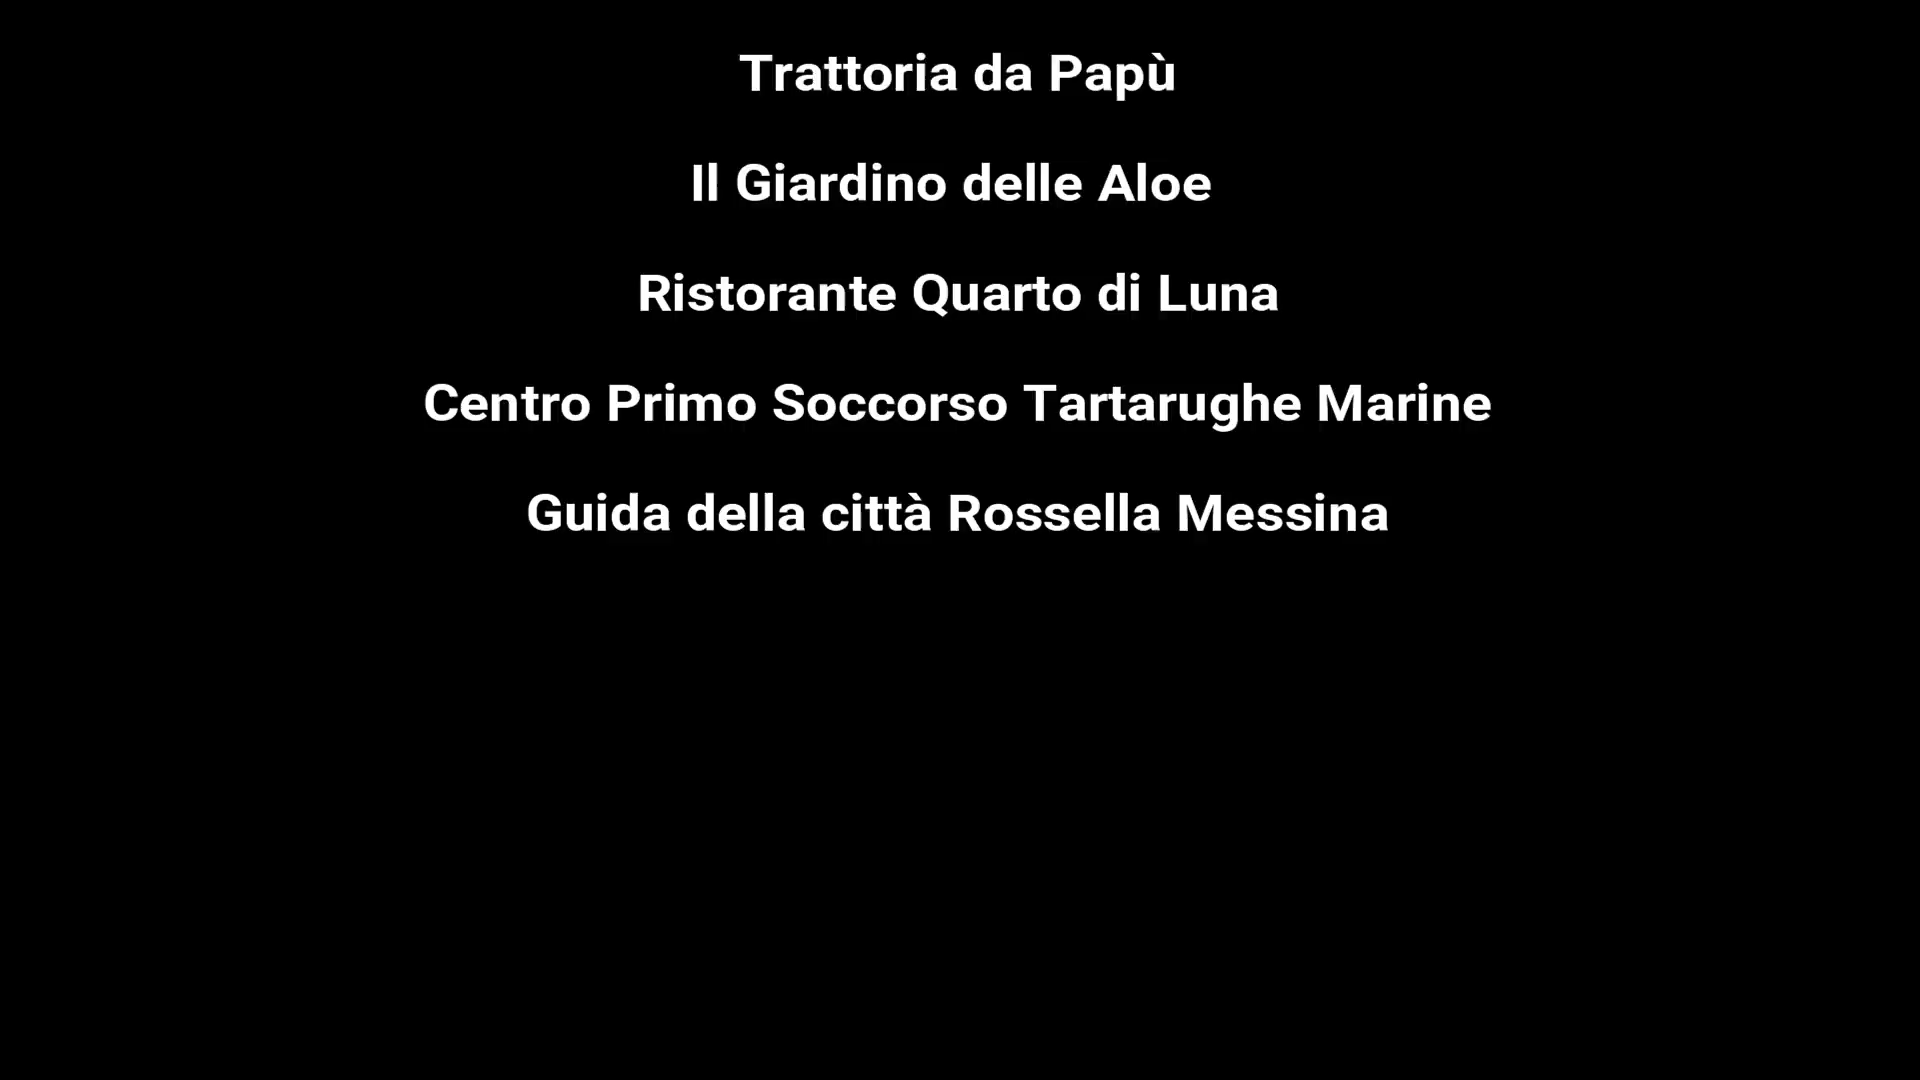 Trattoria da Papù
Il Giardino delle Aloe
Ristorante Quarto di Luna
Centro Primo Soccorso Tartarughe Marine
Guida della città Rossella Messina